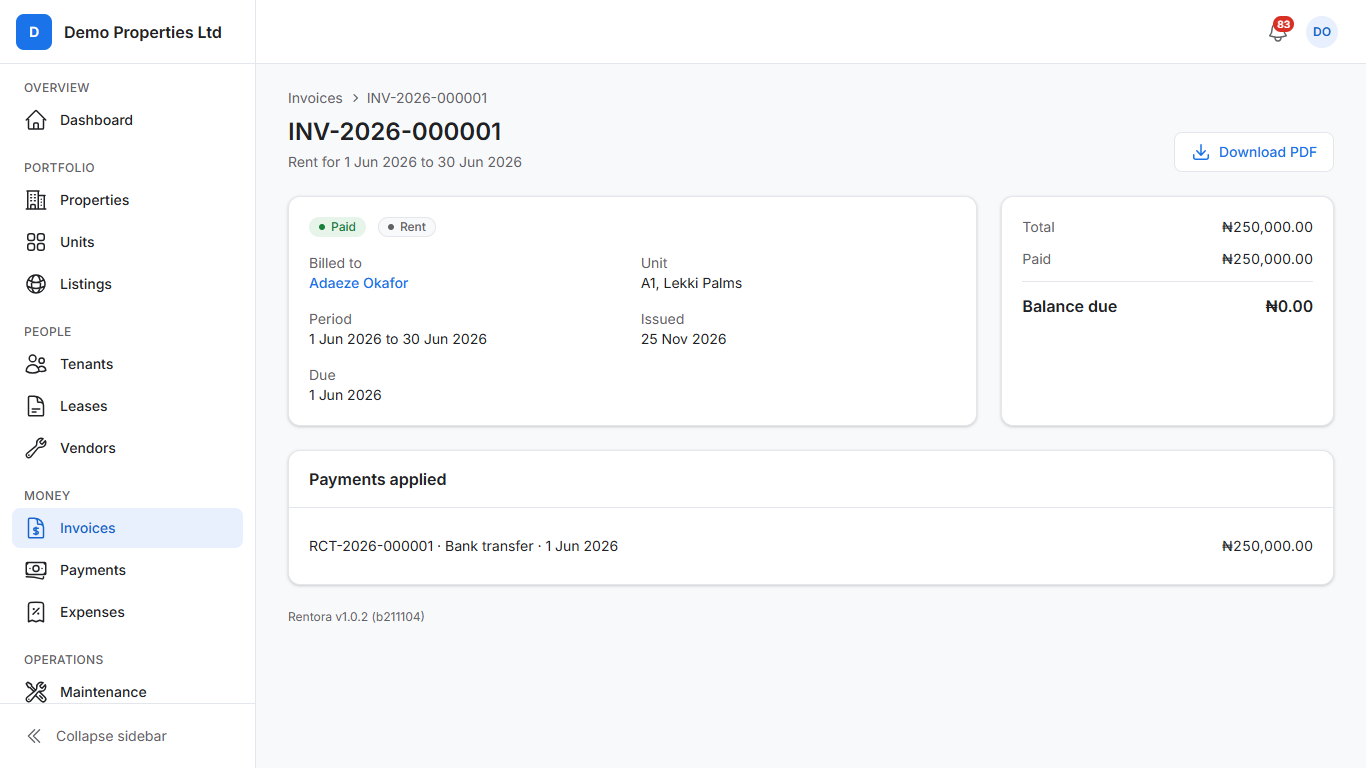 D Demo Properties Ltd
83
DO
OVERVIEW
Dashboard
PORTFOLIO
Properties
Units
Listings
PEOPLE
Tenants
Leases
Vendors
MONEY
Invoices
Payments
Expenses
OPERATIONS
Maintenance
Collapse sidebar
Invoices > INV-2026-000001
INV-2026-000001
Rent for 1 Jun 2026 to 30 Jun 2026
Download PDF
Paid Rent
Billed to
Adaeze Okafor
Unit
A1, Lekki Palms
Period
1 Jun 2026 to 30 Jun 2026
Issued
25 Nov 2026
Due
1 Jun 2026
Total ₦250,000.00
Paid ₦250,000.00
Balance due ₦0.00
Payments applied
RCT-2026-000001 · Bank transfer · 1 Jun 2026 ₦250,000.00
Rentora v1.0.2 (b211104)